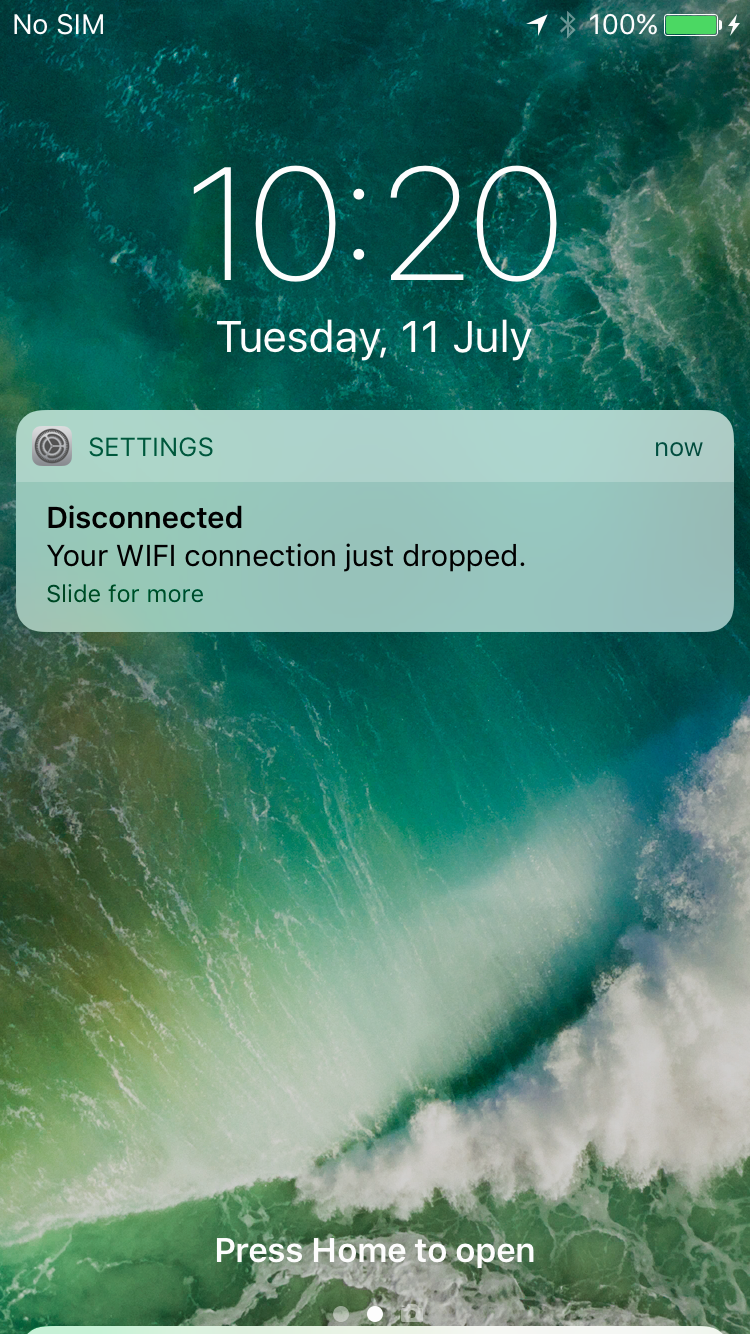 No SIM 100%
10:20
Tuesday, 11 July
SETTINGS now
Disconnected
Your WIFI connection just dropped.
Slide for more
Press Home to open